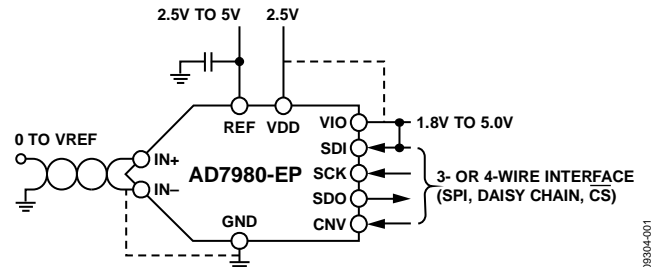 2.5V TO 5V 2.5V
REF VDD VIO 1.8V TO 5.0V
0 TO VREF SDI
IN+ AD7980-EP SCK 3- OR 4-WIRE INTERFACE
IN– SDO (SPI, DAISY CHAIN, CS)
GND CNV
09304-001